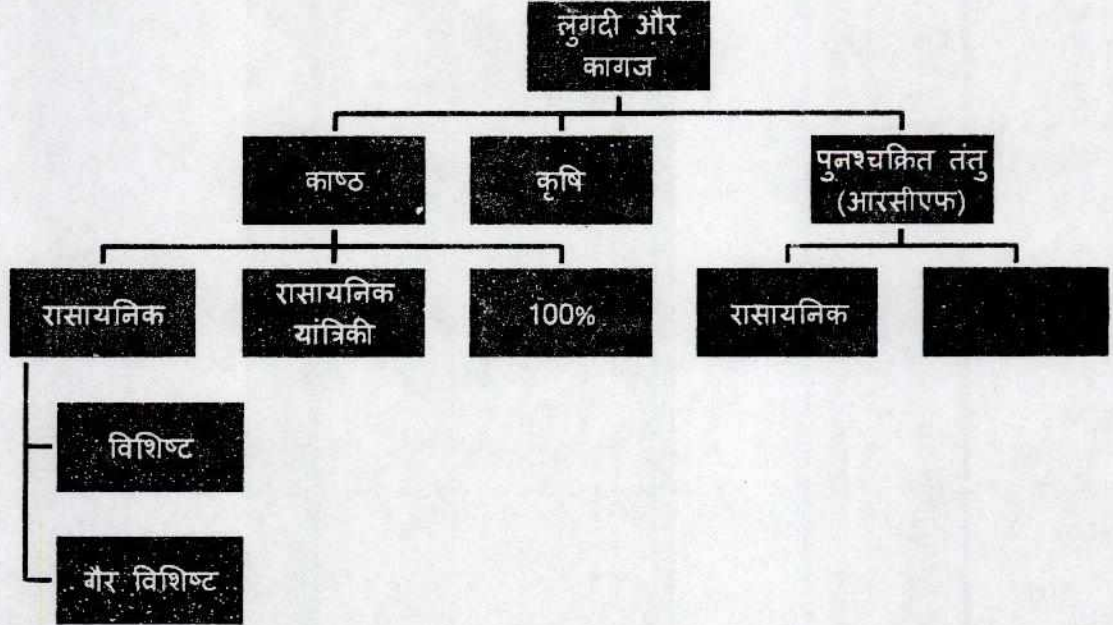 लुगदी और
कागज
काष्ठ
कृषि
पुनश्चक्रित तंतु
(आरसीएफ)
रासायनिक
रासायनिक
यांत्रिकी
100%
रासायनिक
विशिष्ट
गैर विशिष्ट